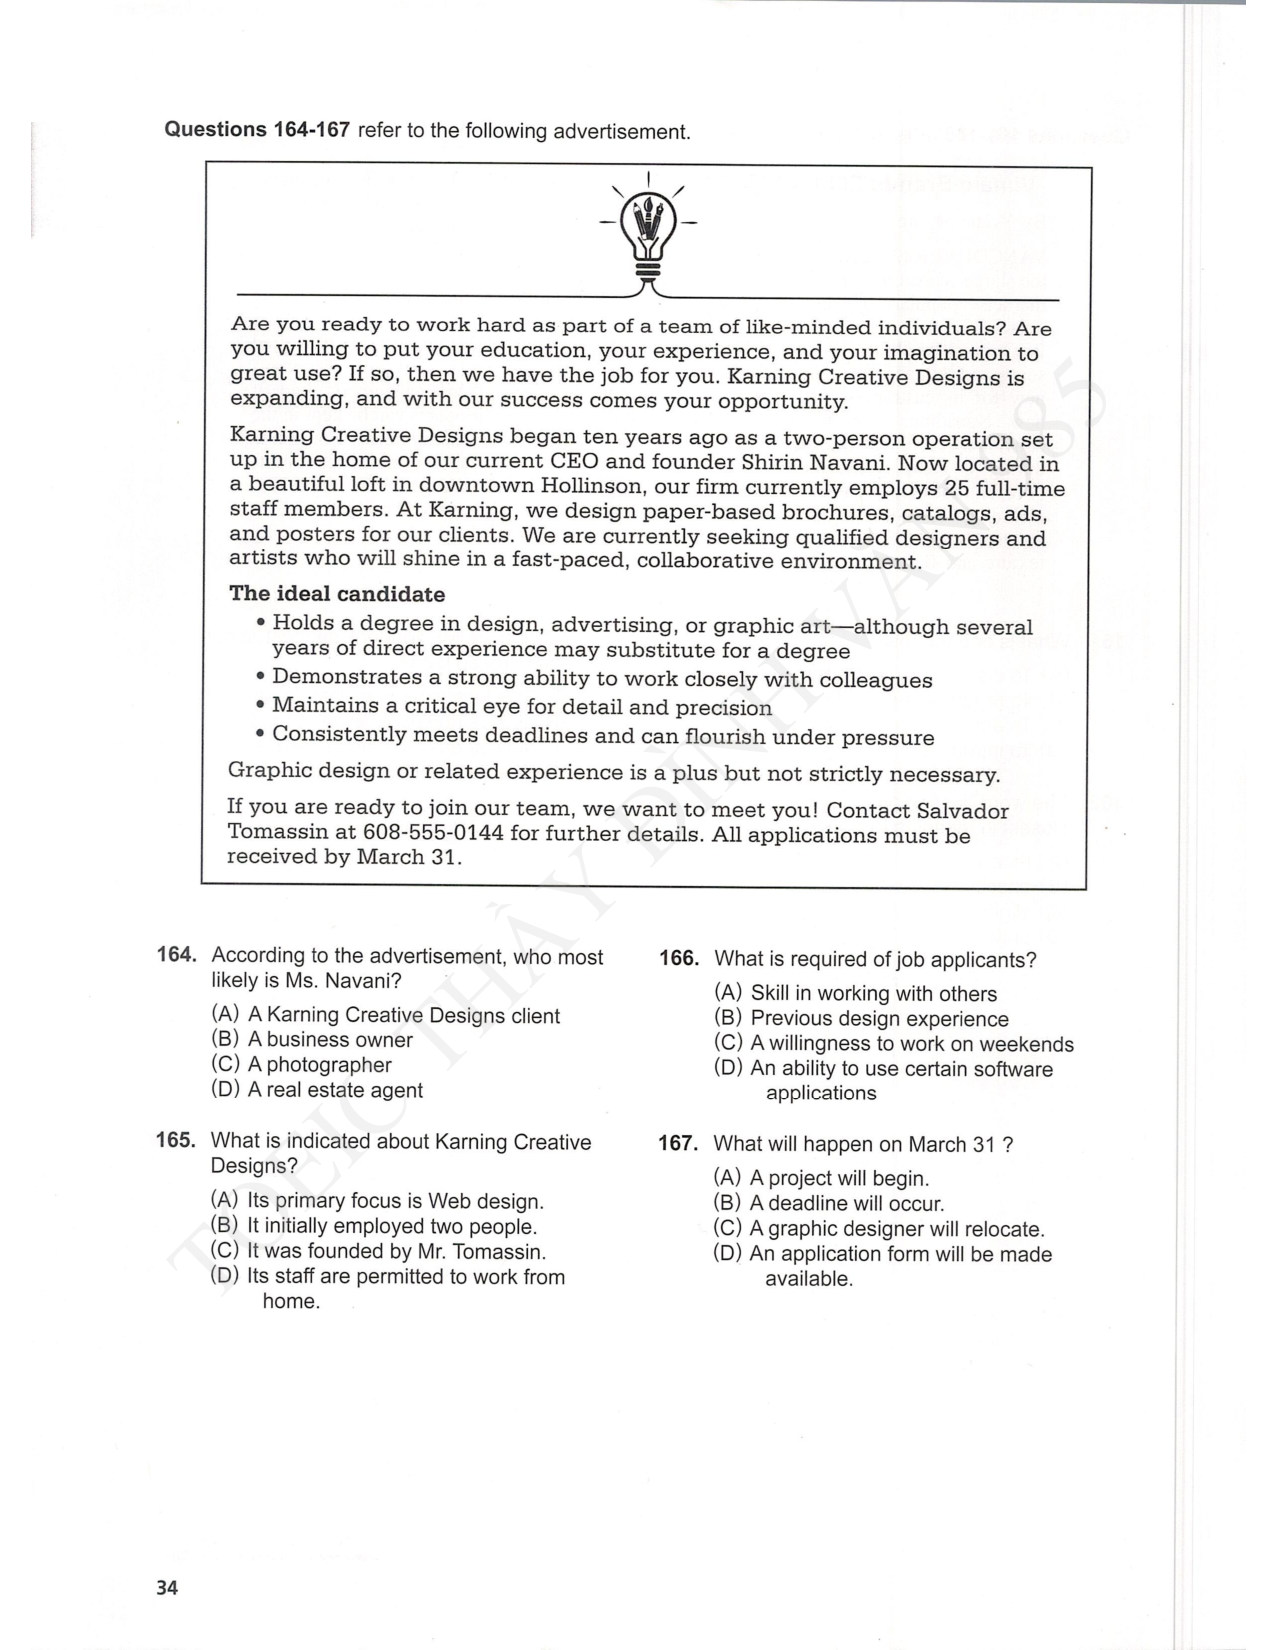 Questions 164-167 refer to the following advertisement.
Are you ready to work hard as part of a team of like-minded individuals? Are
you willing to put your education, your experience, and your imagination to
great use? If so, then we have the job for you. Karning Creative Designs is
expanding, and with our success comes your opportunity.
Karning Creative Designs began ten years ago as a two-person operation set
up in the home of our current CEO and founder Shirin Navani. Now located in
a beautiful loft in downtown Hollinson, our firm currently employs 25 full-time
staff members. At Karning, we design paper-based brochures, catalogs, ads,
and posters for our clients. We are currently seeking qualified designers and
artists who will shine in a fast-paced, collaborative environment.
The ideal candidate
• Holds a degree in design, advertising, or graphic art—although several
years of direct experience may substitute for a degree
• Demonstrates a strong ability to work closely with colleagues
• Maintains a critical eye for detail and precision
• Consistently meets deadlines and can flourish under pressure
Graphic design or related experience is a plus but not strictly necessary.
If you are ready to join our team, we want to meet you! Contact Salvador
Tomassin at 608-555-0144 for further details. All applications must be
received by March 31.
164. According to the advertisement, who most
likely is Ms. Navani?
(A) A Karning Creative Designs client
(B) A business owner
(C) A photographer
(D) A real estate agent
165. What is indicated about Karning Creative
Designs?
(A) Its primary focus is Web design.
(B) It initially employed two people.
(C) It was founded by Mr. Tomassin.
(D) Its staff are permitted to work from
home.
166. What is required of job applicants?
(A) Skill in working with others
(B) Previous design experience
(C) A willingness to work on weekends
(D) An ability to use certain software
applications
167. What will happen on March 31 ?
(A) A project will begin.
(B) A deadline will occur.
(C) A graphic designer will relocate.
(D) An application form will be made
available.
34
TOEIC THẦY ĐÌNH VĂN 985